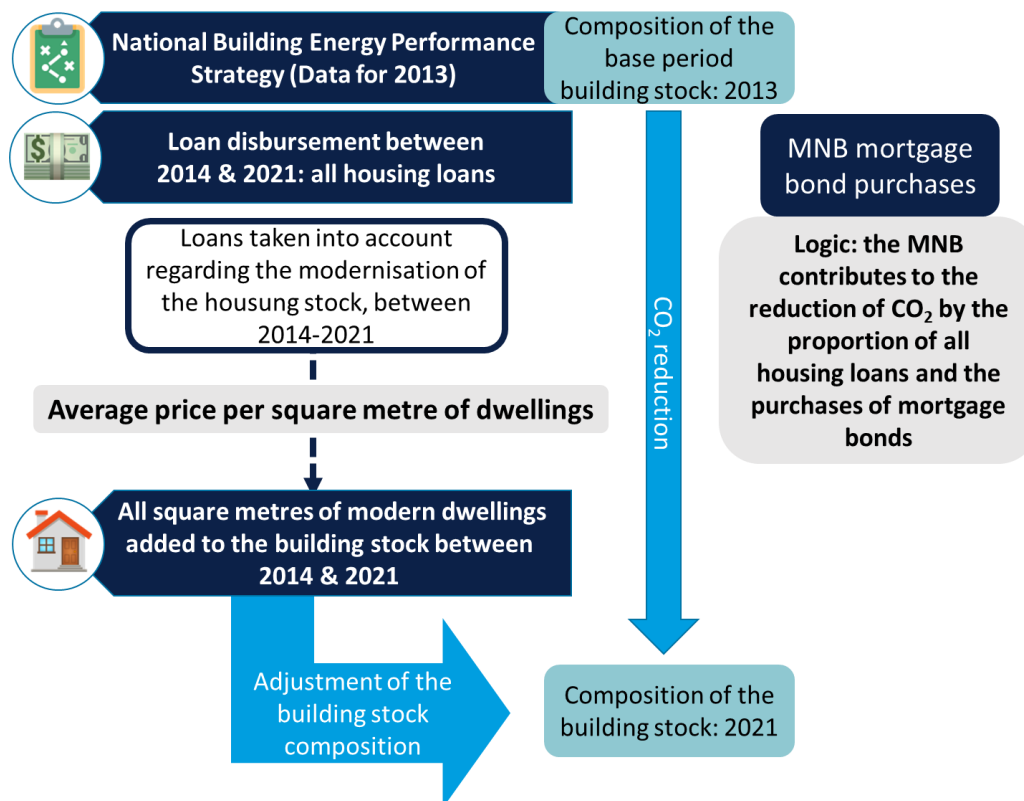 National Building Energy Performance
Strategy (Data for 2013)
Composition of the
base period
building stock: 2013
Loan disbursement between
2014 & 2021: all housing loans
MNB mortgage
bond purchases
Loans taken into account
regarding the modernisation of
the housung stock, between
2014-2021
Logic: the MNB
contributes to the
reduction of CO₂ by the
proportion of all
housing loans and the
purchases of mortgage
bonds
CO₂ reduction
Average price per square metre of dwellings
All square metres of modern dwellings
added to the building stock between
2014 & 2021
Adjustment of the
building stock
composition
Composition of the
building stock: 2021